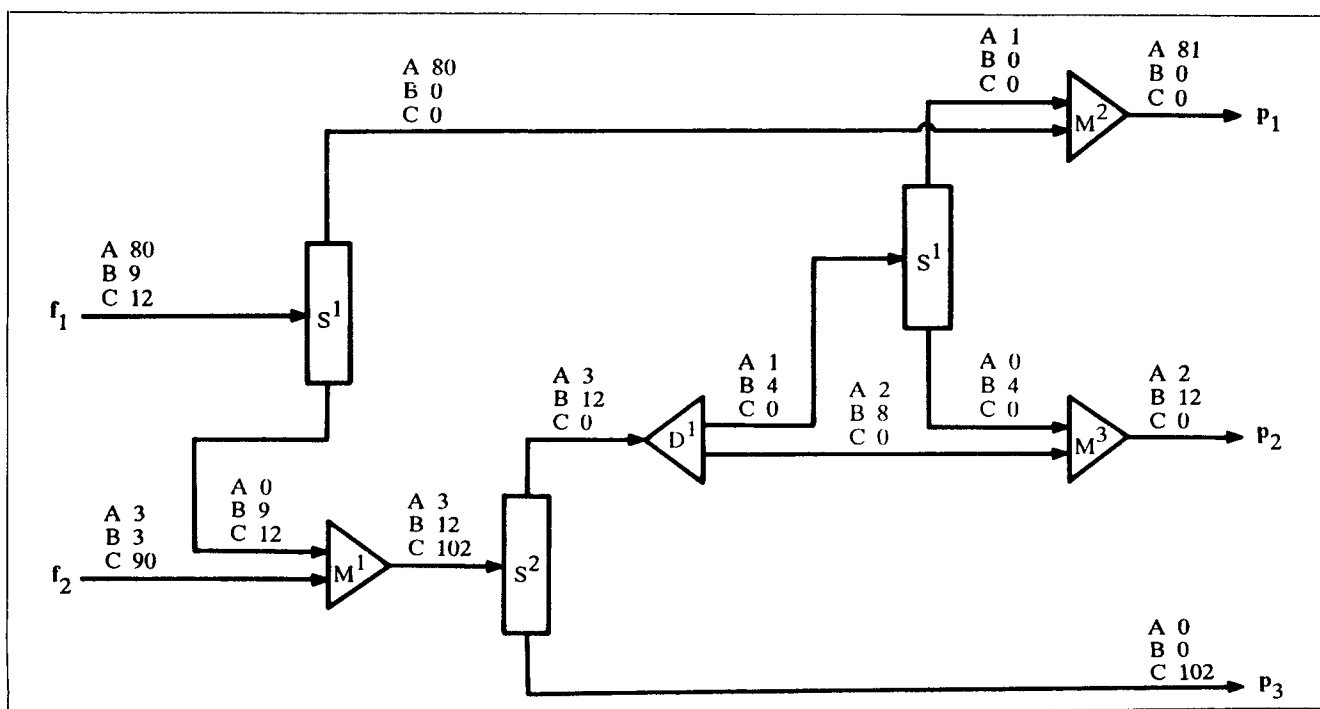 A 1
B 0
C 0
A 81
B 0
C 0
A 80
B 0
C 0
M²
p₁
A 80
B 9
C 12
f₁
S¹
S¹
A 3
B 12
C 0
A 1
B 4
C 0
A 2
B 8
C 0
A 0
B 4
C 0
A 2
B 12
C 0
D¹
M³
p₂
A 3
B 3
C 90
A 0
B 9
C 12
A 3
B 12
C 102
f₂
M¹
S²
A 0
B 0
C 102
p₃